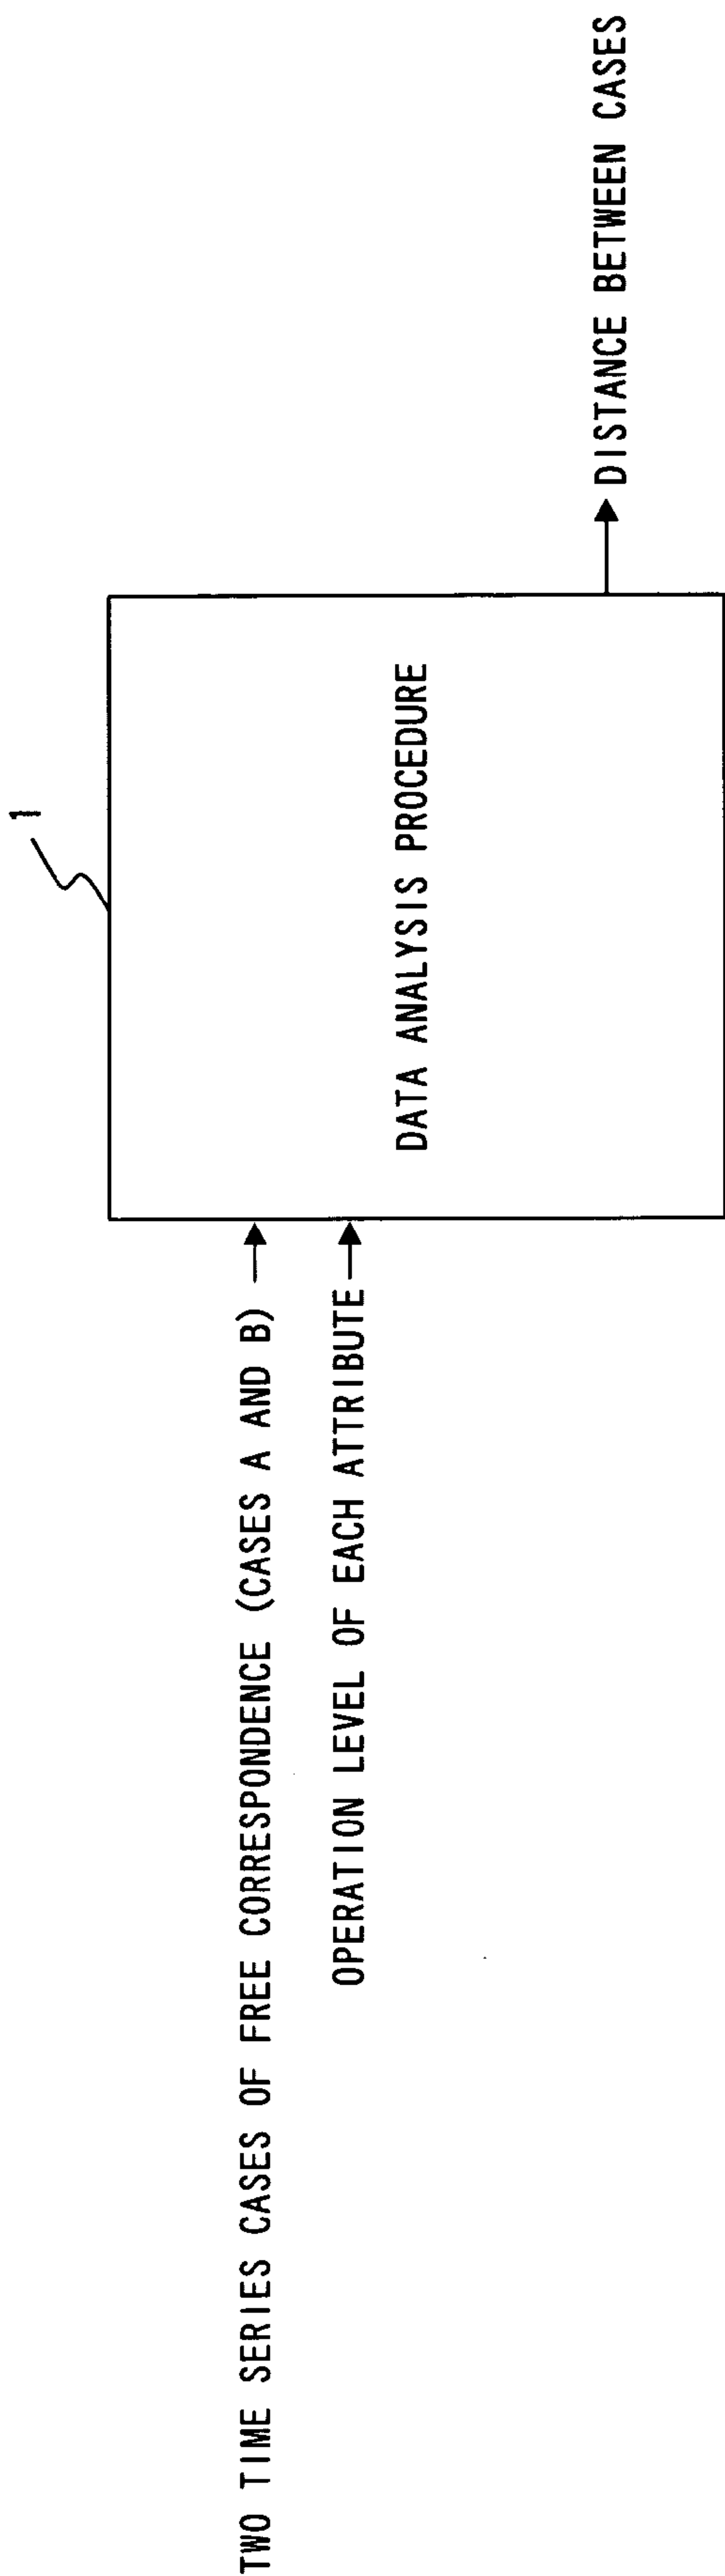 1
TWO TIME SERIES CASES OF FREE CORRESPONDENCE (CASES A AND B)
OPERATION LEVEL OF EACH ATTRIBUTE
DATA ANALYSIS PROCEDURE
DISTANCE BETWEEN CASES